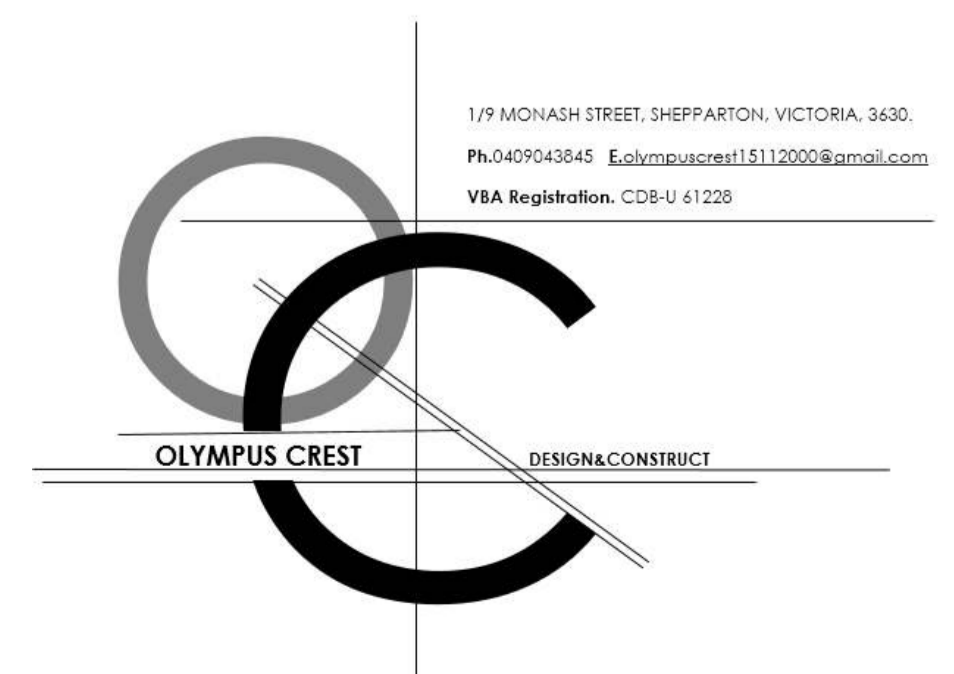 1/9 MONASH STREET, SHEPPARTON, VICTORIA, 3630.
Ph.0409043845 E.olympuscrest15112000@gmail.com
VBA Registration. CDB-U 61228
OLYMPUS CREST
DESIGN&CONSTRUCT